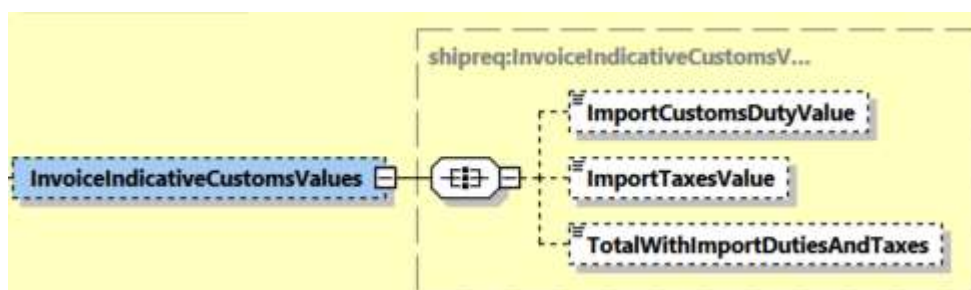 shipreq:InvoiceIndicativeCustomsV...
ImportCustomsDutyValue
InvoiceIndicativeCustomsValues
ImportTaxesValue
TotalWithImportDutiesAndTaxes